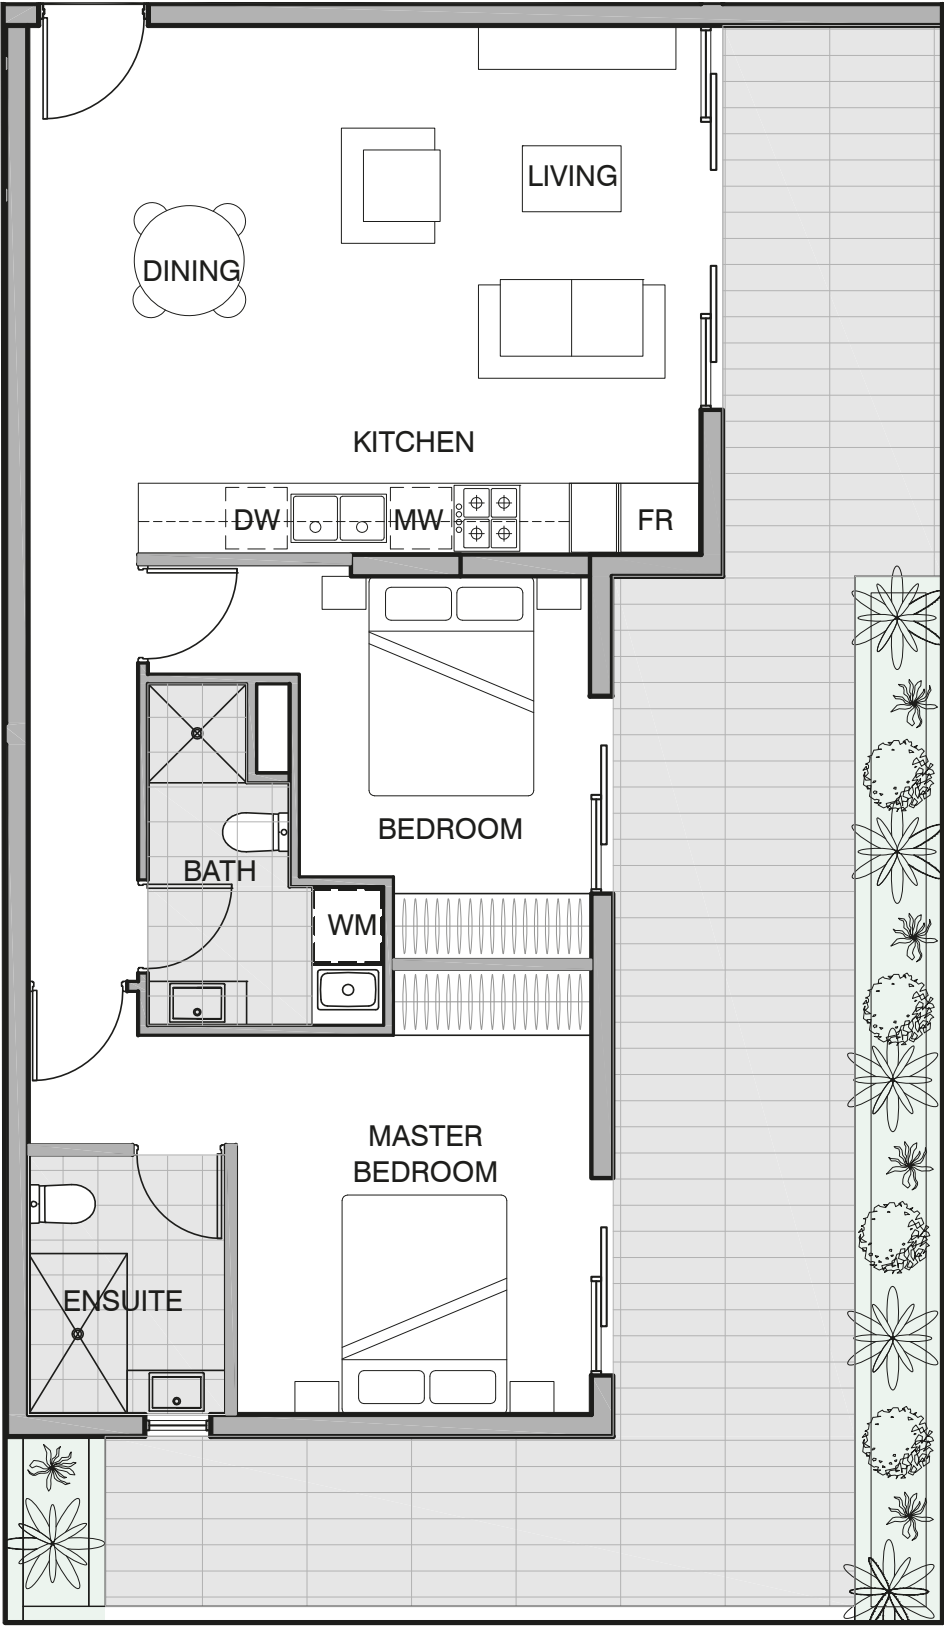 LIVING
DINING
KITCHEN
DW
MW
FR
BEDROOM
BATH
WM
MASTER
BEDROOM
ENSUITE